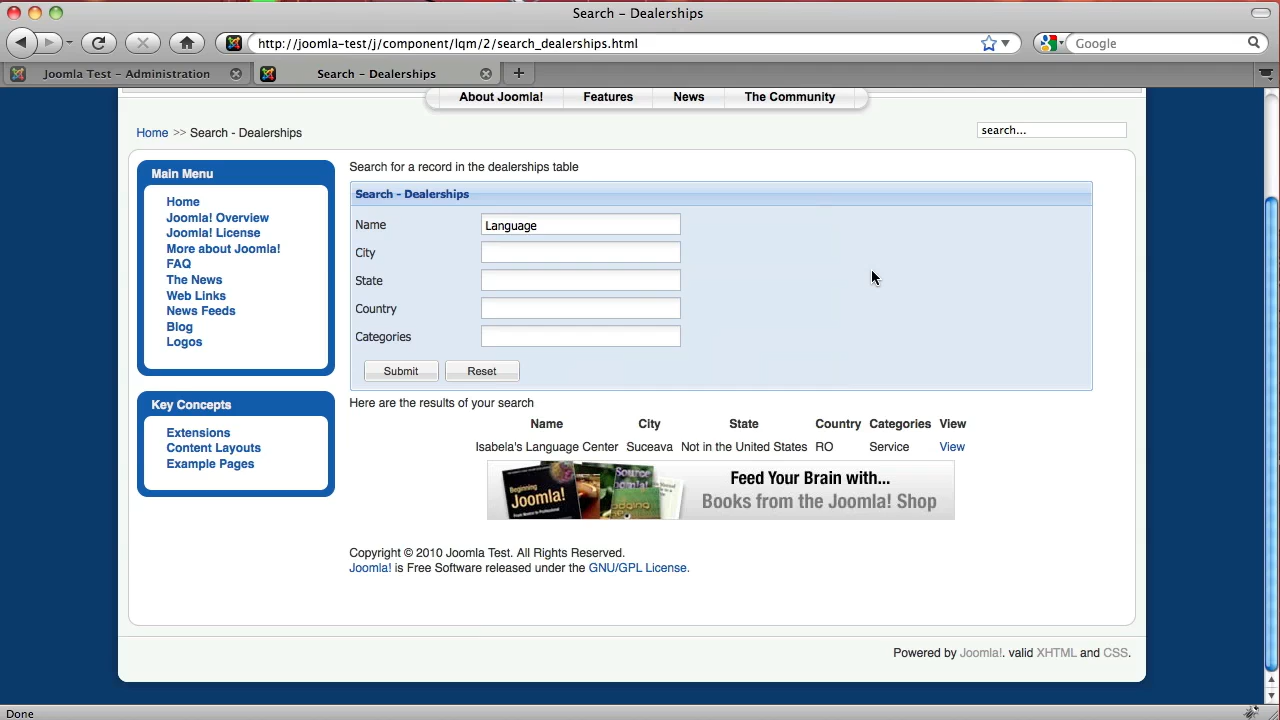 Search – Dealerships
http://joomla-test/j/component/lqm/2/search_dealerships.html
Google
Joomla Test – Administration
Search – Dealerships
About Joomla!
Features
News
The Community
Home >> Search - Dealerships
search...
Main Menu
Home
Joomla! Overview
Joomla! License
More about Joomla!
FAQ
The News
Web Links
News Feeds
Blog
Logos
Key Concepts
Extensions
Content Layouts
Example Pages
Search for a record in the dealerships table
Search - Dealerships
Name Language
City
State
Country
Categories
Submit Reset
Here are the results of your search
Name City State Country Categories View
Isabela's Language Center Suceava Not in the United States RO Service View
Beginning
Joomla!
Feed Your Brain with...
Books from the Joomla! Shop
Copyright © 2010 Joomla Test. All Rights Reserved.
Joomla! is Free Software released under the GNU/GPL License.
Powered by Joomla!. valid XHTML and CSS.
Done